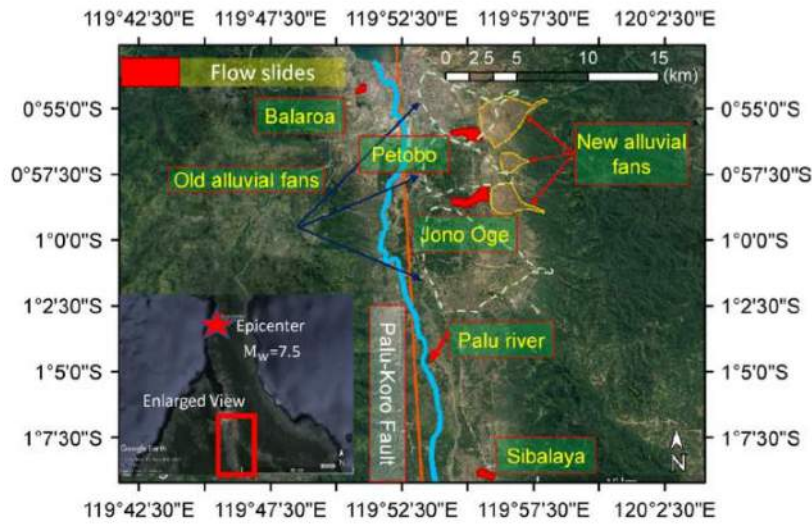 119°42'30"E 119°47'30"E 119°52'30"E 119°57'30"E 120°2'30"E
Flow slides
0 2.5 5 10 15
(km)
0°55'0"S 0°55'0"S
Balaroa
New alluvial
fans
Petobo
0°57'30"S 0°57'30"S
Old alluvial fans
Jono Oge
1°0'0"S 1°0'0"S
1°2'30"S 1°2'30"S
Epicenter
Mw=7.5
Palu river
Palu-Koro Fault
1°5'0"S 1°5'0"S
Enlarged View
1°7'30"S 1°7'30"S
N
Sibalaya
Google Earth
N
119°42'30"E 119°47'30"E 119°52'30"E 119°57'30"E 120°2'30"E